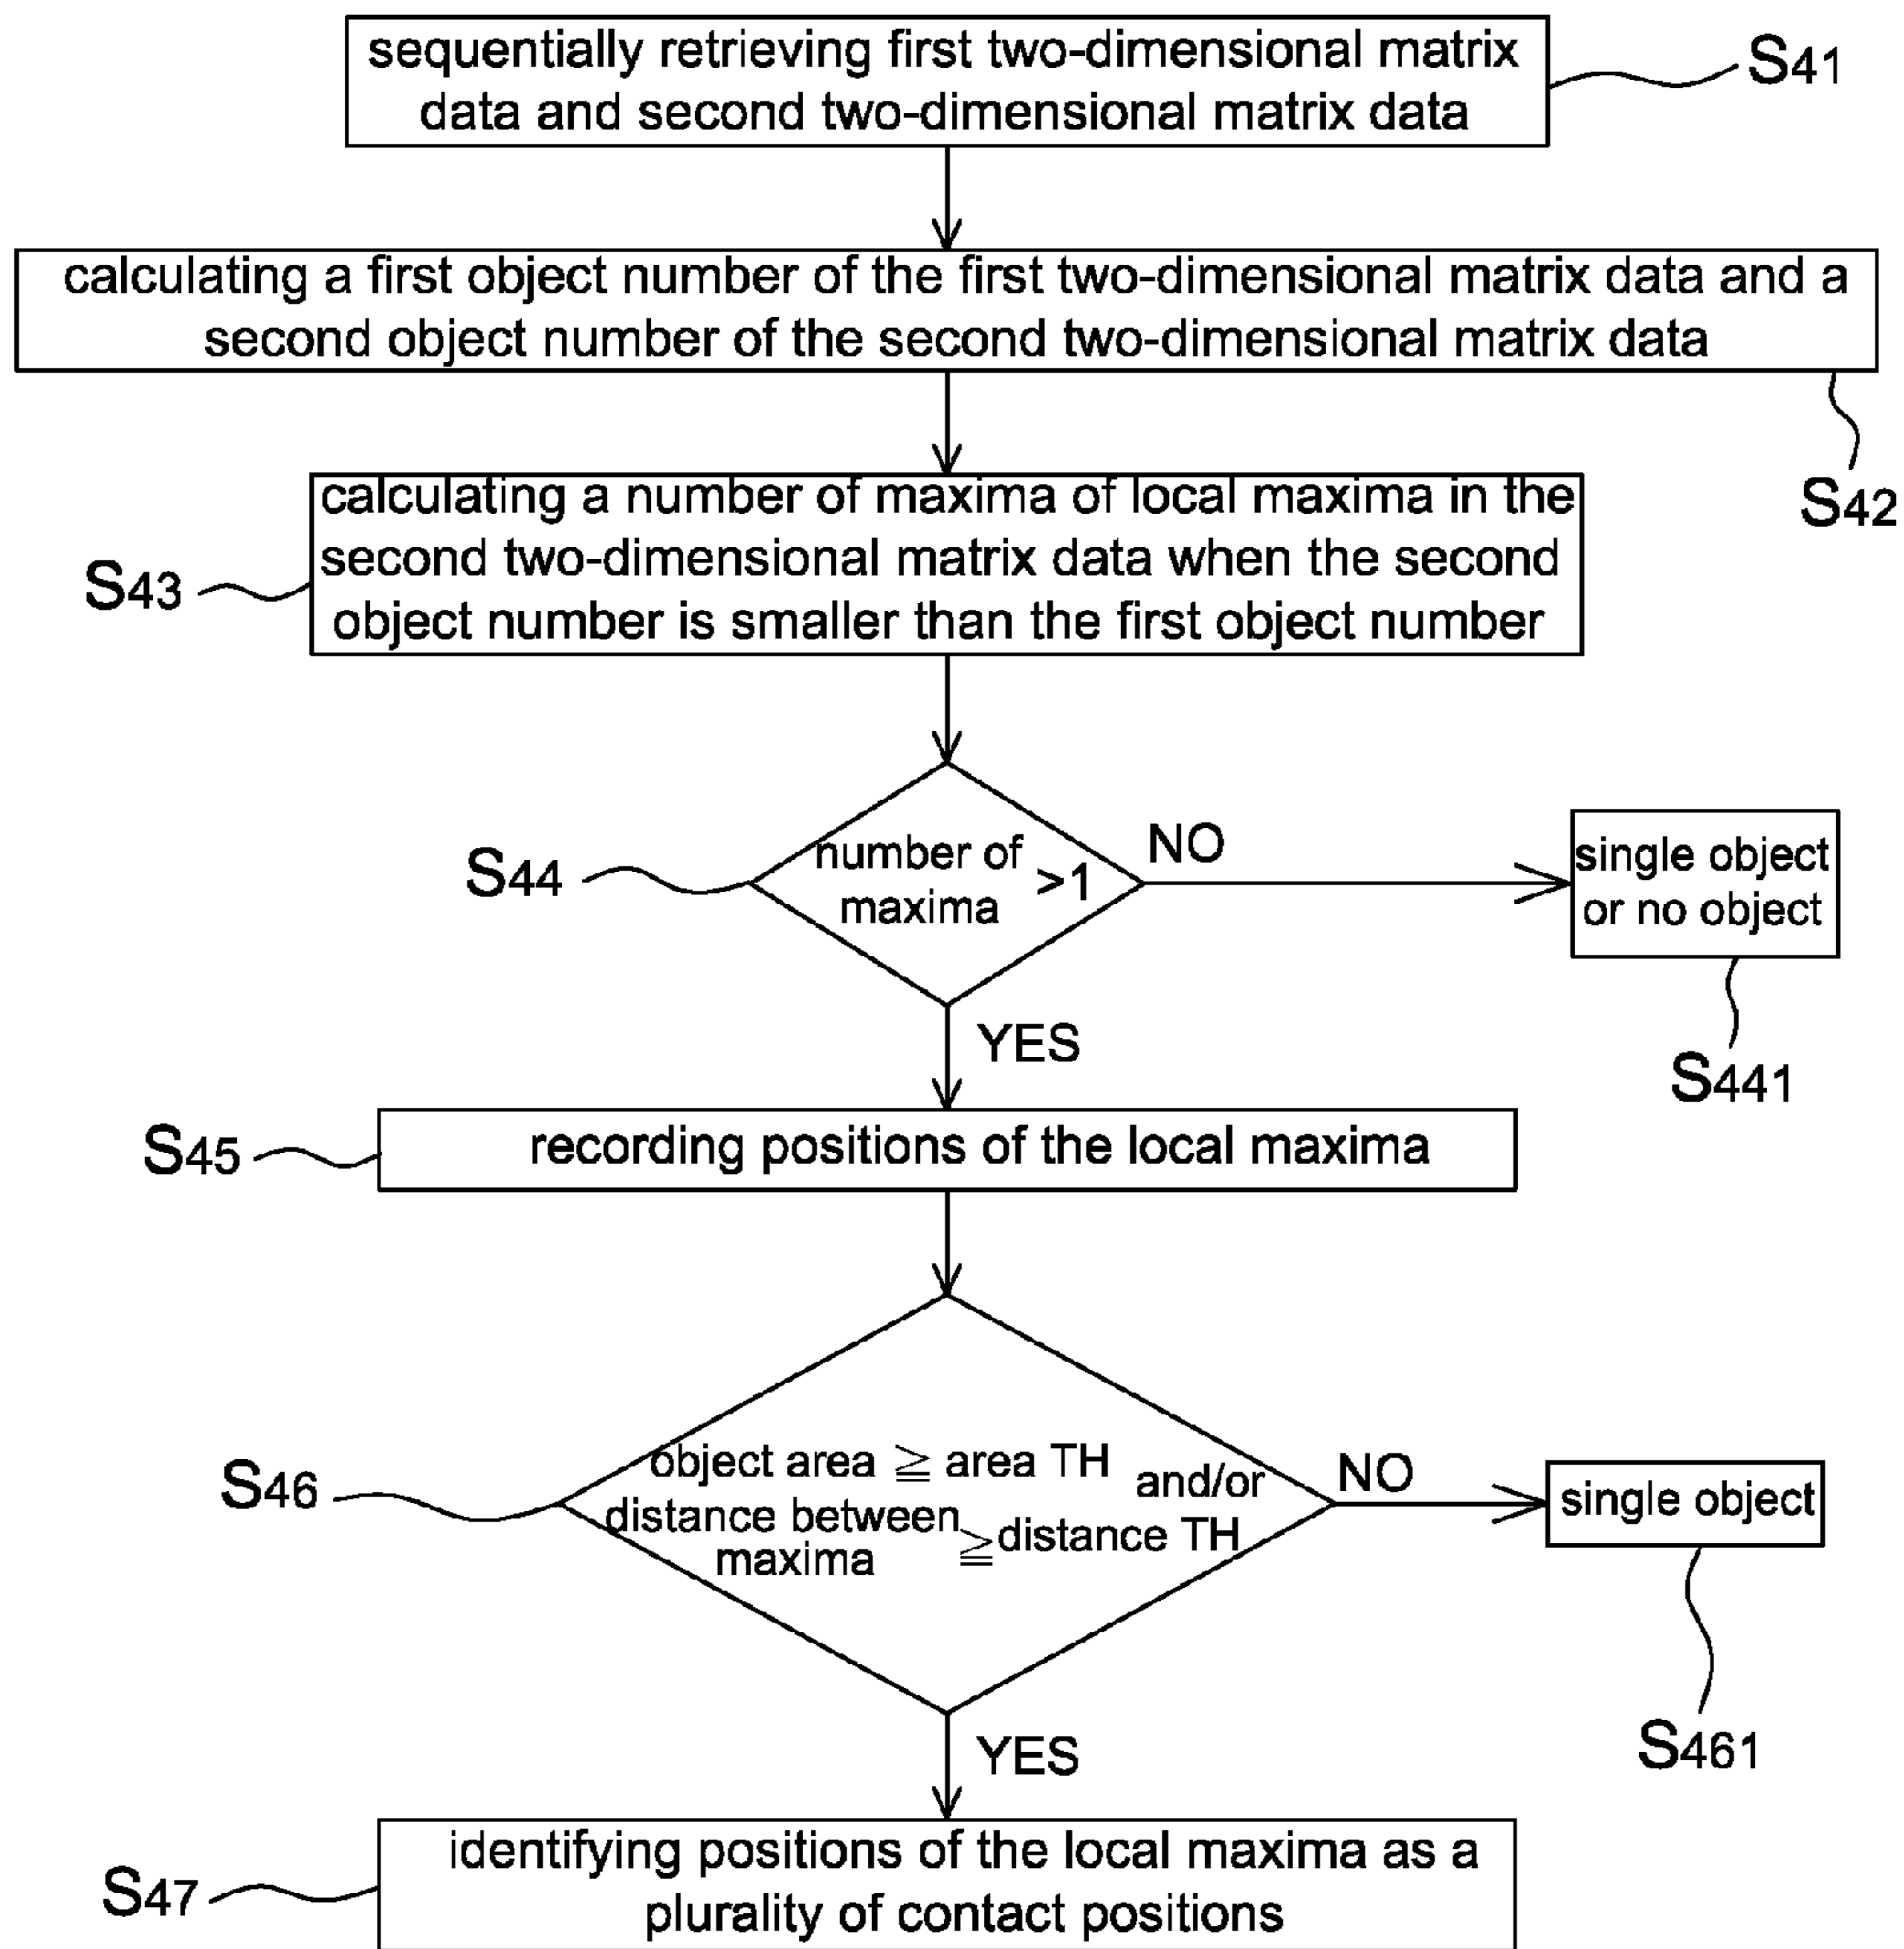 sequentially retrieving first two-dimensional matrix
data and second two-dimensional matrix data
S41
calculating a first object number of the first two-dimensional matrix data and a
second object number of the second two-dimensional matrix data
S42
calculating a number of maxima of local maxima in the
second two-dimensional matrix data when the second
object number is smaller than the first object number
S43
number of
maxima
>1
S44
NO
single object
or no object
S441
YES
recording positions of the local maxima
S45
object area ≧ area TH
and/or
distance between
maxima
≧distance TH
S46
NO
single object
S461
YES
identifying positions of the local maxima as a
plurality of contact positions
S47